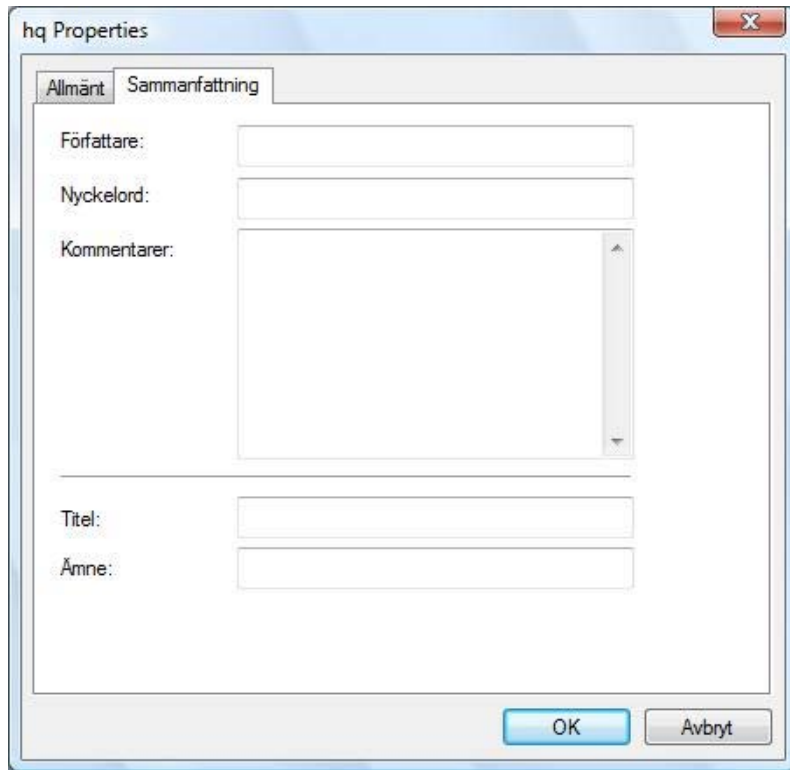 hq Properties
Allmänt Sammanfattning
Författare:
Nyckelord:
Kommentarer:
Titel:
Ämne:
OK Avbryt